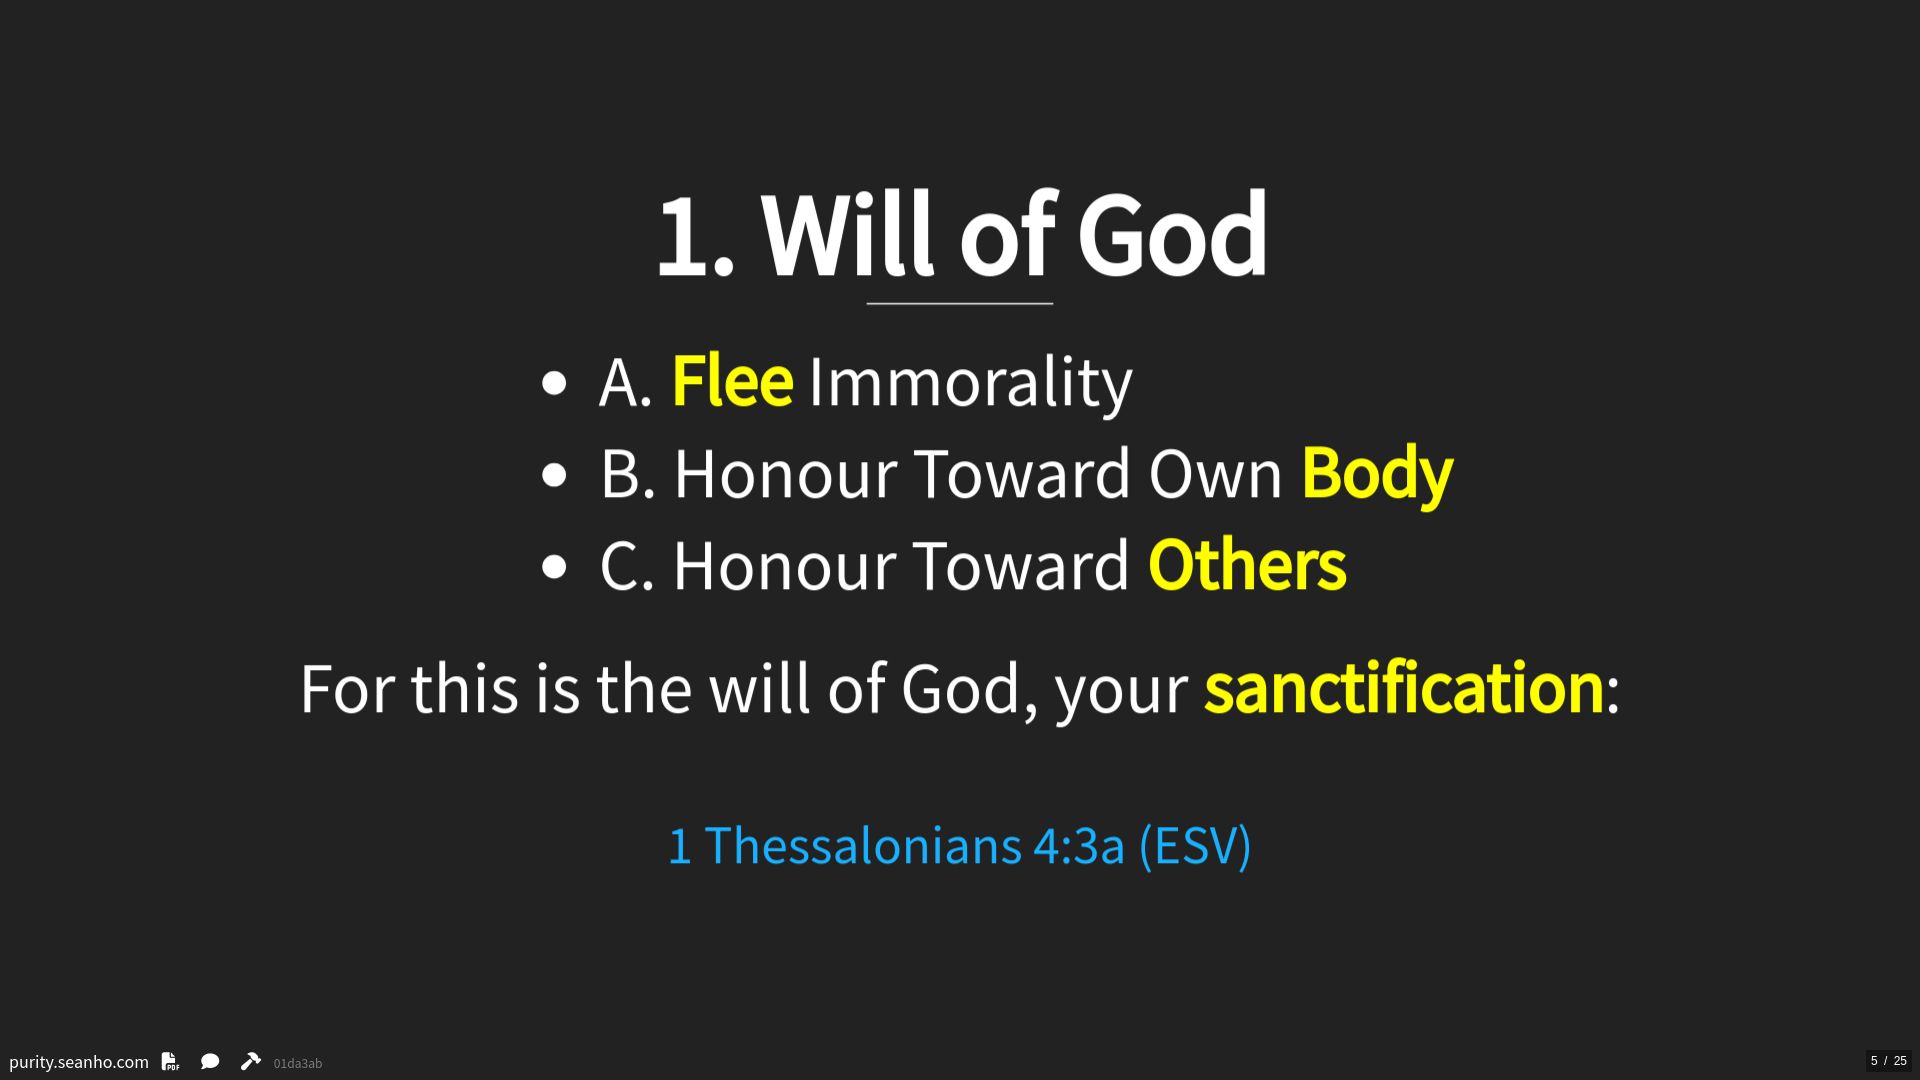 1. Will of God
• A. Flee Immorality
• B. Honour Toward Own Body
• C. Honour Toward Others
For this is the will of God, your sanctification:
1 Thessalonians 4:3a (ESV)
purity.seanho.com PDF 01da3ab
5 / 25